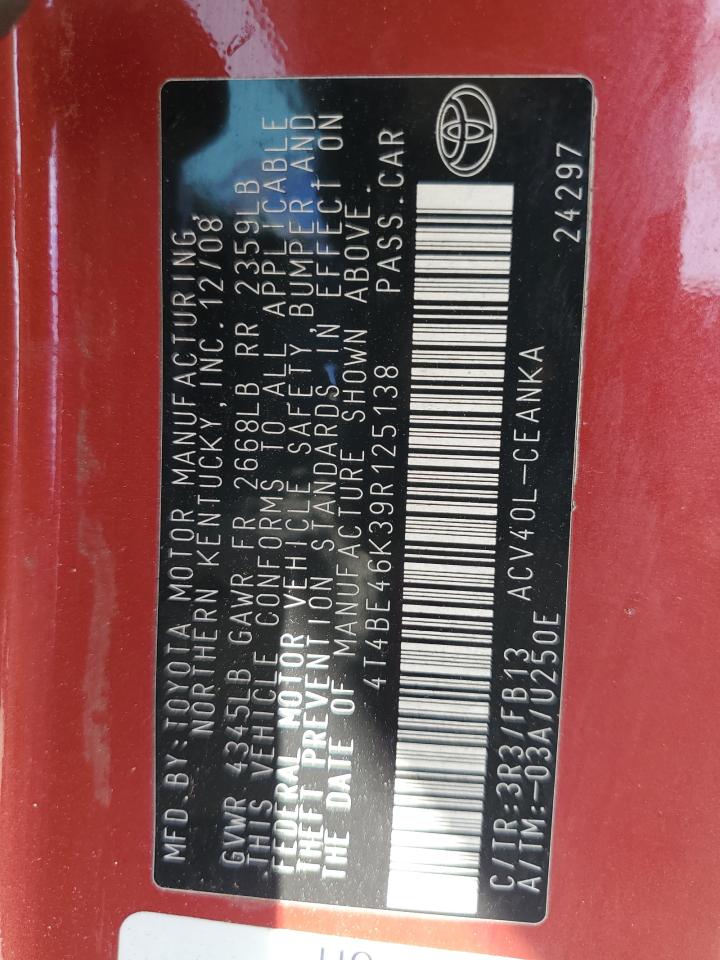 MFD.BY:TOYOTA MOTOR MANUFACTURING,
NORTHERN KENTUCKY,INC. 12/08
GVWR 4345LB GAWR FR 2668LB RR 2359LB
THIS VEHICLE CONFORMS TO ALL APPLICABLE
FEDERAL MOTOR VEHICLE SAFETY, BUMPER AND
THEFT PREVENTION STANDARDS IN EFFECT ON
THE DATE OF MANUFACTURE SHOWN ABOVE.
4T4BE46K39R125138 PASS.CAR
C/TR:3R3/FB13 ACV40L-CEANKA
A/TM:-03A/U250E 24297